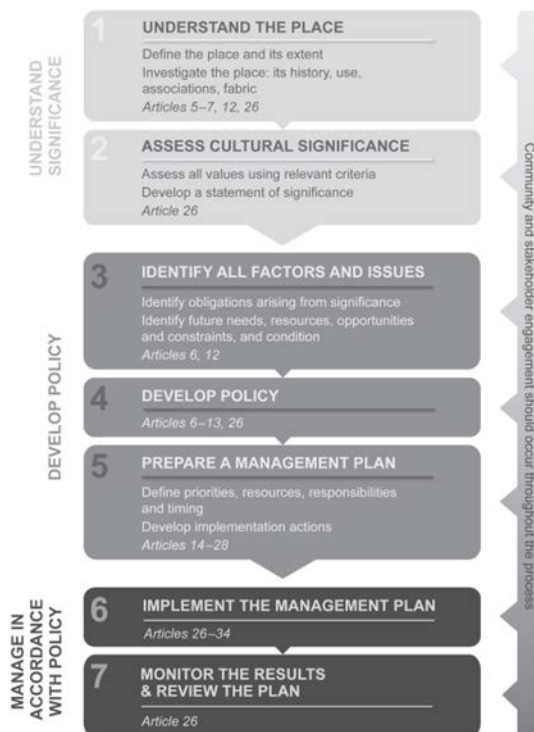 UNDERSTAND
SIGNIFICANCE
1
UNDERSTAND THE PLACE
Define the place and its extent
Investigate the place: its history, use,
associations, fabric
Articles 5–7, 12, 26
2
ASSESS CULTURAL SIGNIFICANCE
Assess all values using relevant criteria
Develop a statement of significance
Article 26
DEVELOP POLICY
3
IDENTIFY ALL FACTORS AND ISSUES
Identify obligations arising from significance
Identify future needs, resources, opportunities
and constraints, and condition
Articles 6, 12
4
DEVELOP POLICY
Articles 6–13, 26
5
PREPARE A MANAGEMENT PLAN
Define priorities, resources, responsibilities
and timing
Develop implementation actions
Articles 14–28
MANAGE IN
ACCORDANCE
WITH POLICY
6
IMPLEMENT THE MANAGEMENT PLAN
Articles 26–34
7
MONITOR THE RESULTS
& REVIEW THE PLAN
Article 26
Community and stakeholder engagement should occur throughout the process